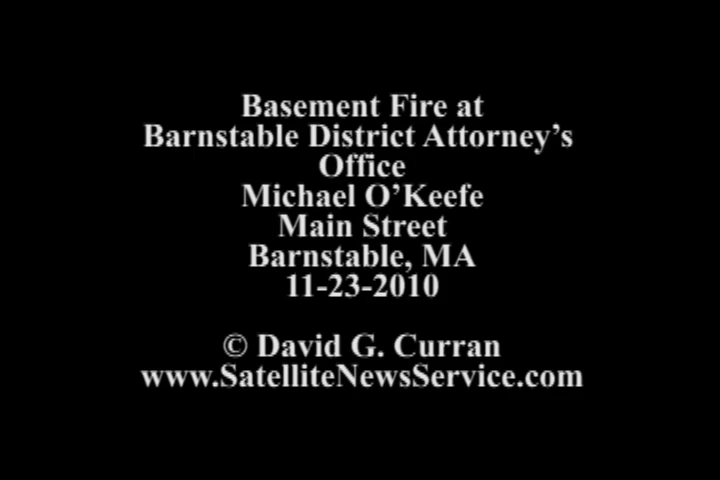 Basement Fire at
Barnstable District Attorney’s
Office
Michael O’Keefe
Main Street
Barnstable, MA
11-23-2010
© David G. Curran
www.SatelliteNewsService.com